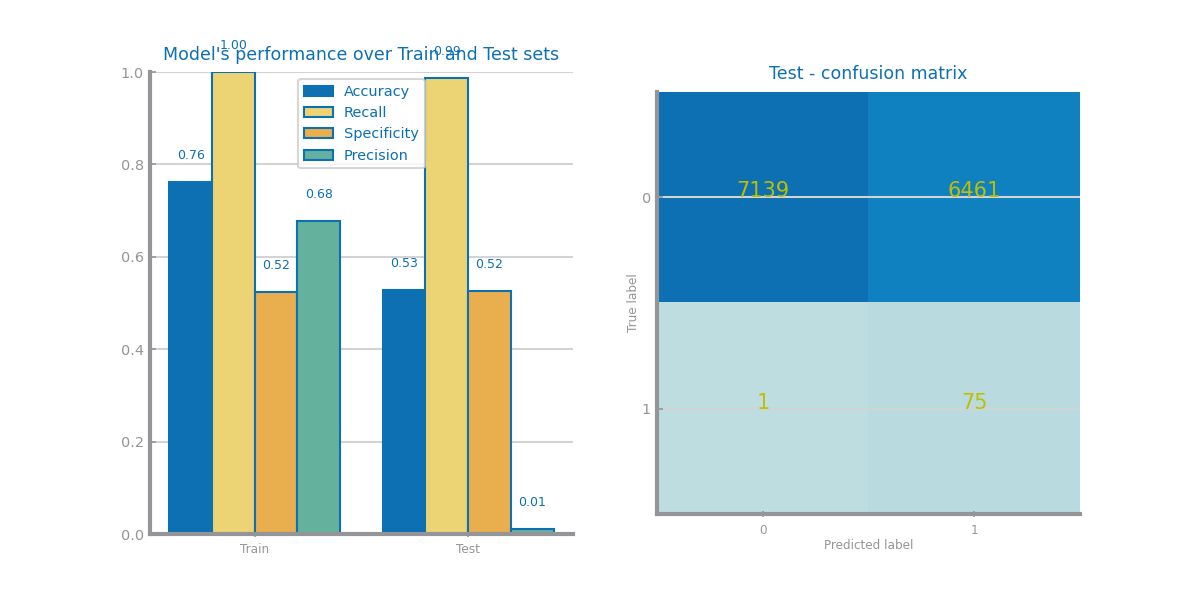 Model's performance over Train and Test sets
1.00
0.99
1.0
0.8
0.6
0.4
0.2
0.0
Accuracy
Recall
Specificity
Precision
0.76
0.52
0.68
0.53
0.52
0.01
Train
Test
Test - confusion matrix
True label
0
1
7139
6461
1
75
0
1
Predicted label